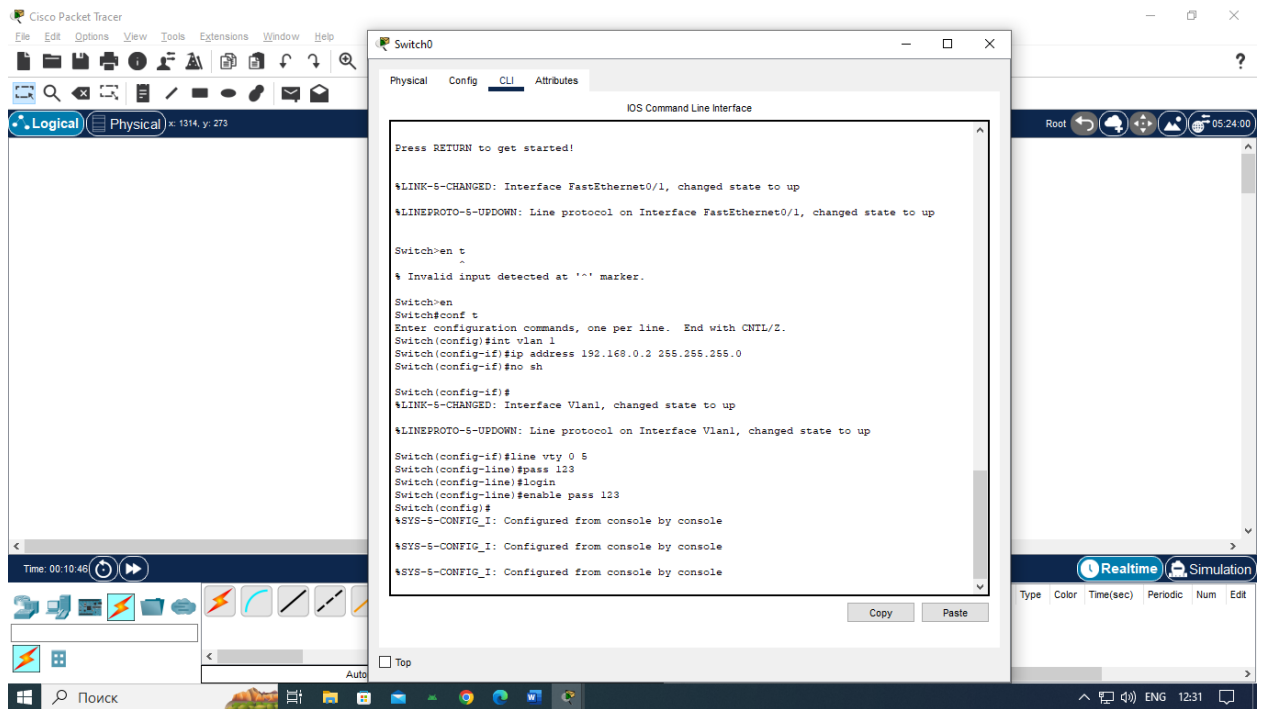 Cisco Packet Tracer
File Edit Options View Tools Extensions Window Help
?
Logical Physical x: 1314, y: 273
Root 05:24:00
Switch0
Physical Config CLI Attributes
IOS Command Line Interface
Press RETURN to get started!
%LINK-5-CHANGED: Interface FastEthernet0/1, changed state to up
%LINEPROTO-5-UPDOWN: Line protocol on Interface FastEthernet0/1, changed state to up
Switch>en t
^
% Invalid input detected at '^' marker.
Switch>en
Switch#conf t
Enter configuration commands, one per line.  End with CNTL/Z.
Switch(config)#int vlan 1
Switch(config-if)#ip address 192.168.0.2 255.255.255.0
Switch(config-if)#no sh
Switch(config-if)#
%LINK-5-CHANGED: Interface Vlan1, changed state to up
%LINEPROTO-5-UPDOWN: Line protocol on Interface Vlan1, changed state to up
Switch(config-if)#line vty 0 5
Switch(config-line)#pass 123
Switch(config-line)#login
Switch(config-line)#enable pass 123
Switch(config)#
%SYS-5-CONFIG_I: Configured from console by console
%SYS-5-CONFIG_I: Configured from console by console
%SYS-5-CONFIG_I: Configured from console by console
Copy Paste
Top
Time: 00:10:46
Realtime Simulation
Type Color Time(sec) Periodic Num Edit
Auto
Поиск
ENG 12:31